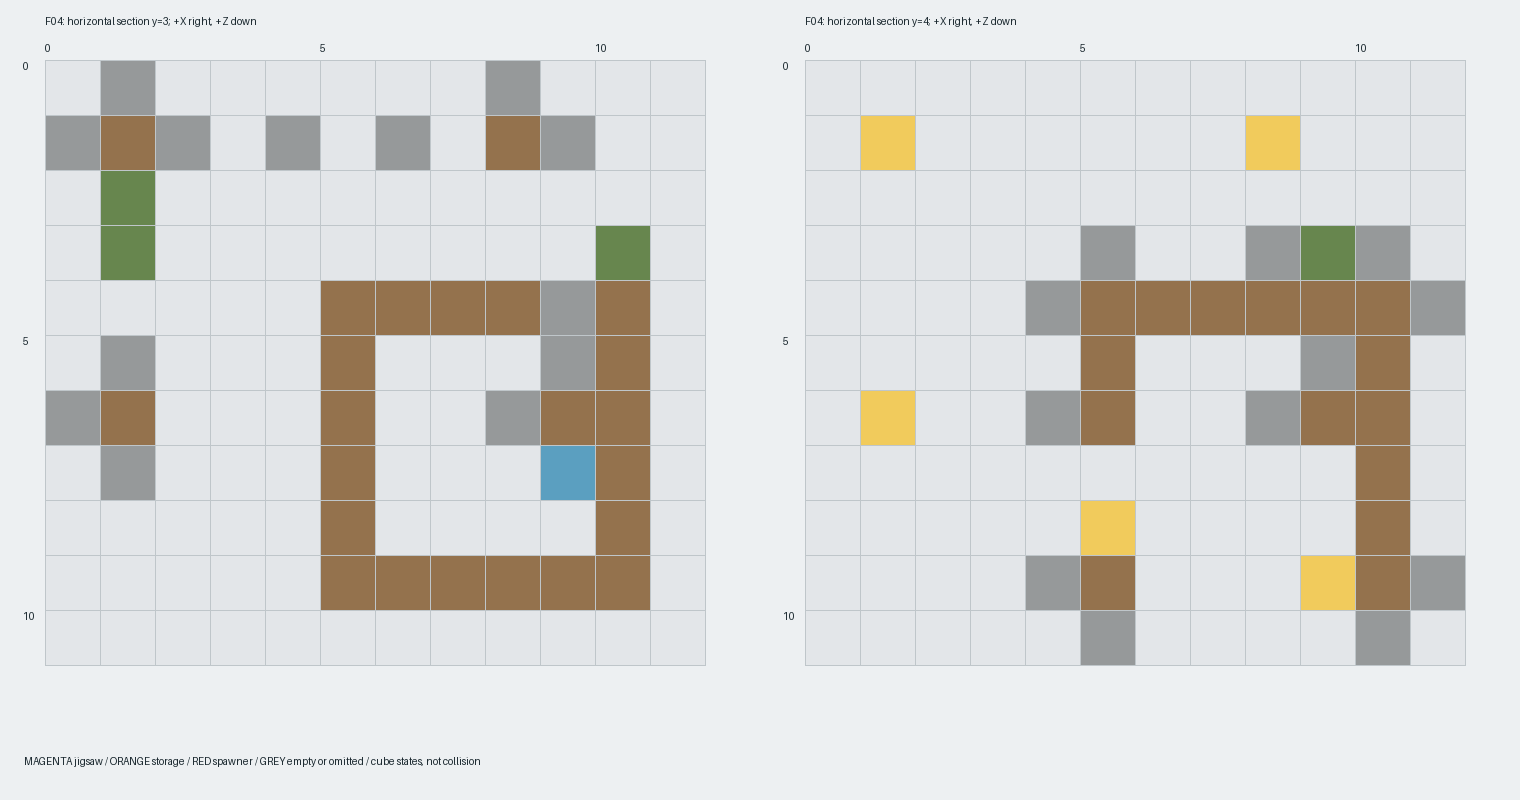 F04: horizontal section y=3; +X right, +Z down
F04: horizontal section y=4; +X right, +Z down
0 5 10
0 5 10
0
0
5
5
10
10
MAGENTA jigsaw / ORANGE storage / RED spawner / GREY empty or omitted / cube states, not collision